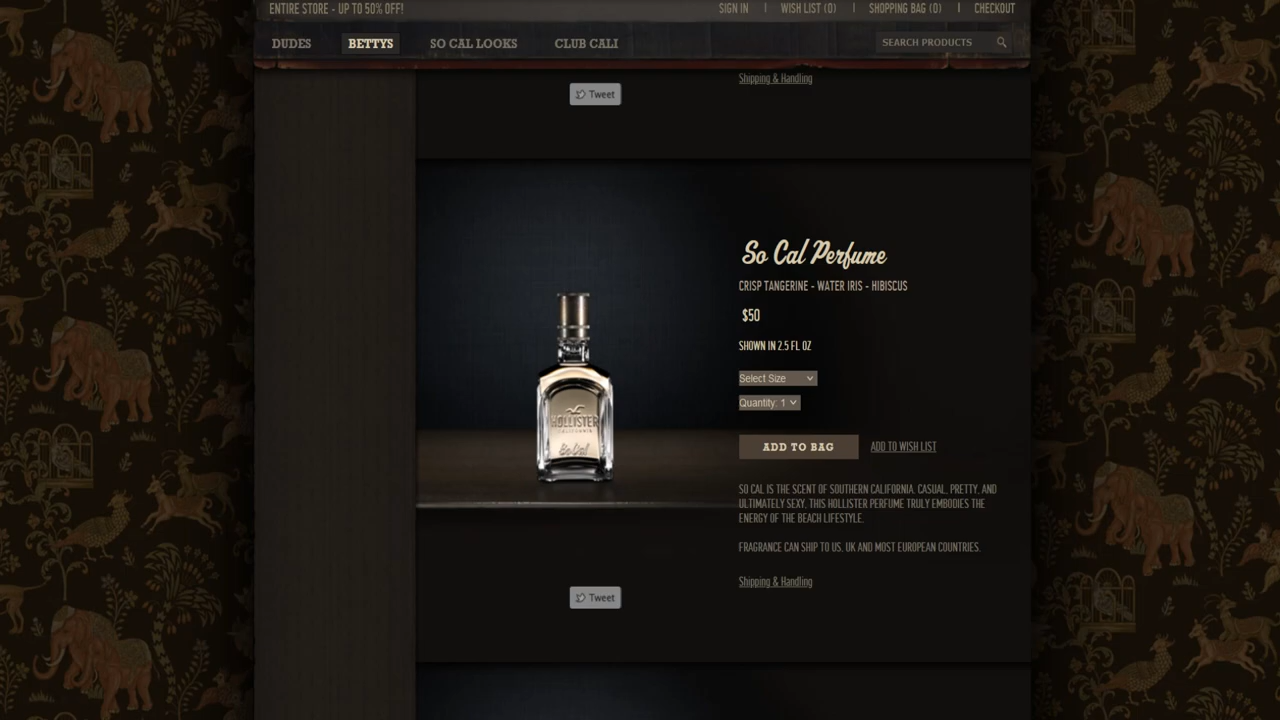 ENTIRE STORE - UP TO 50% OFF!
SIGN IN | WISH LIST (0) | SHOPPING BAG (0) | CHECKOUT
DUDES BETTYS SO CAL LOOKS CLUB CALI SEARCH PRODUCTS
Shipping & Handling
Tweet
So Cal Perfume
CRISP TANGERINE - WATER IRIS - HIBISCUS
$50
SHOWN IN 2.5 FL OZ
Select Size
Quantity: 1
ADD TO BAG ADD TO WISH LIST
HOLLISTER
CALIFORNIA
SoCal
SO CAL IS THE SCENT OF SOUTHERN CALIFORNIA. CASUAL, PRETTY, AND
ULTIMATELY SEXY, THIS HOLLISTER PERFUME TRULY EMBODIES THE
ENERGY OF THE BEACH LIFESTYLE.
FRAGRANCE CAN SHIP TO US, UK AND MOST EUROPEAN COUNTRIES.
Shipping & Handling
Tweet